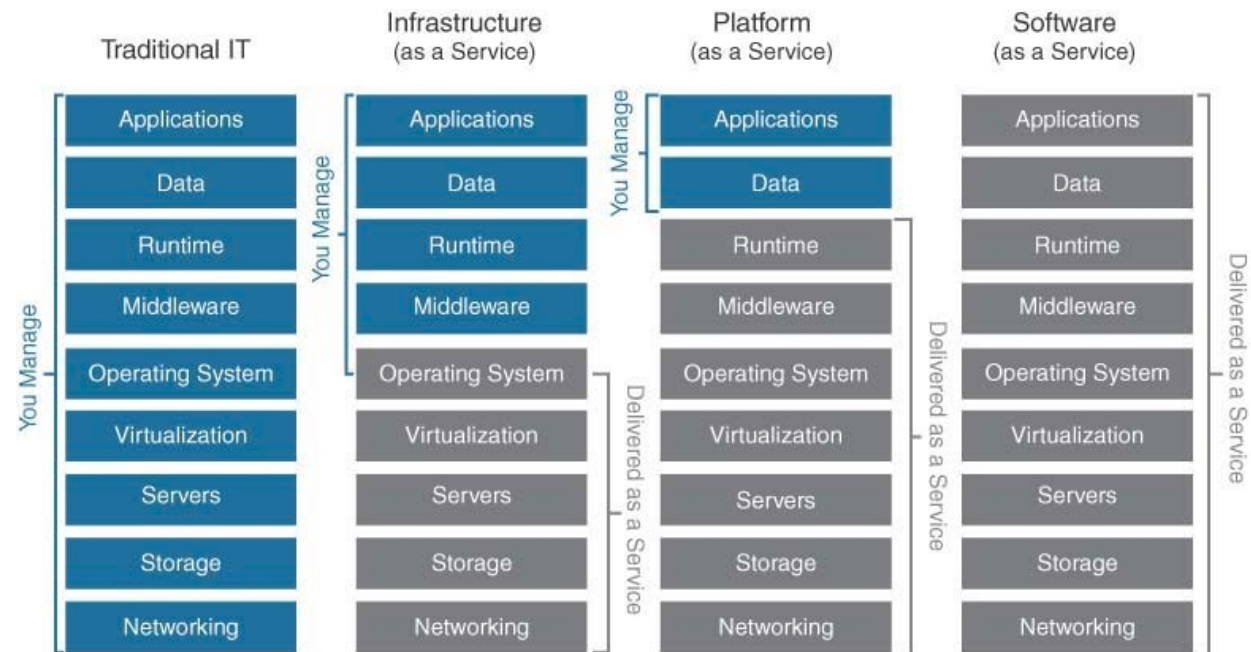 Traditional IT
Infrastructure
(as a Service)
Platform
(as a Service)
Software
(as a Service)
You Manage
Applications
Data
Runtime
Middleware
Operating System
Virtualization
Servers
Storage
Networking
You Manage
Applications
Data
Runtime
Middleware
Operating System
Virtualization
Servers
Storage
Networking
Delivered as a Service
You Manage
Applications
Data
Runtime
Middleware
Operating System
Virtualization
Servers
Storage
Networking
Delivered as a Service
Applications
Data
Runtime
Middleware
Operating System
Virtualization
Servers
Storage
Networking
Delivered as a Service